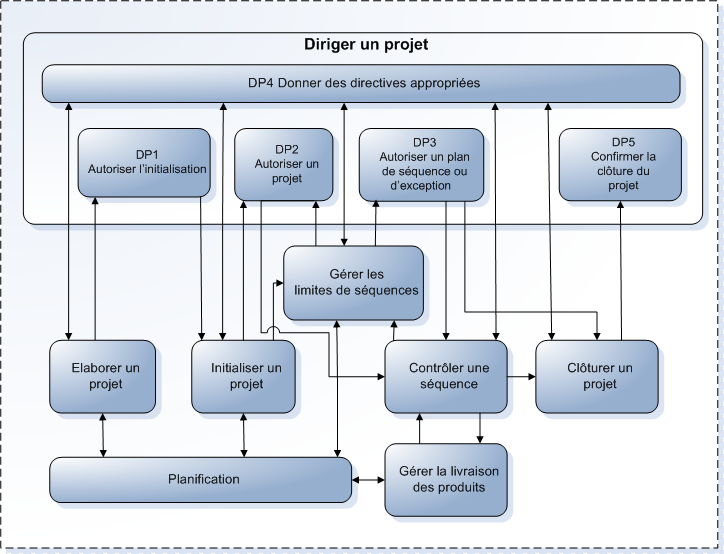 Diriger un projet
DP4 Donner des directives appropriées
DP1
Autoriser l'initialisation
DP2
Autoriser un
projet
DP3
Autoriser un plan
de séquence ou
d'exception
DP5
Confirmer la
clôture du
projet
Gérer les
limites de séquences
Elaborer un
projet
Initialiser un
projet
Contrôler une
séquence
Clôturer un
projet
Planification
Gérer la livraison
des produits